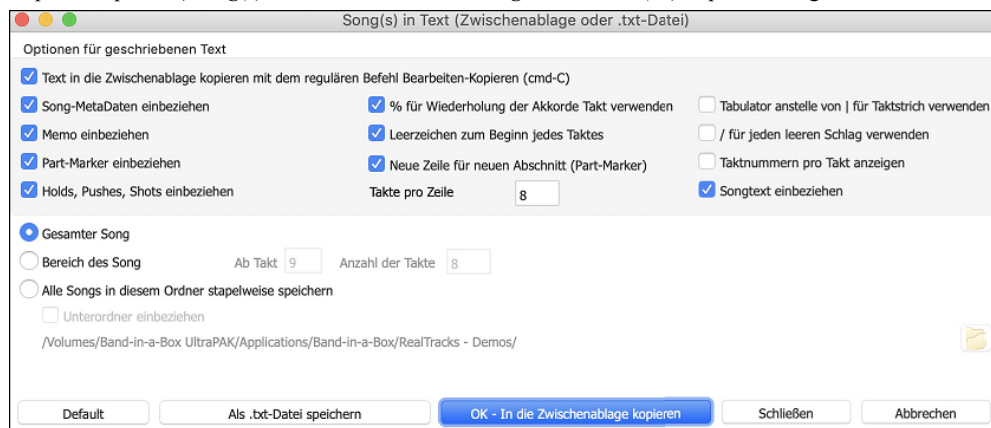 Song(s) in Text (Zwischenablage oder .txt-Datei)
Optionen für geschriebenen Text
Text in die Zwischenablage kopieren mit dem regulären Befehl Bearbeiten-Kopieren (cmd-C)
Song-MetaDaten einbeziehen
% für Wiederholung der Akkorde Takt verwenden
Tabulator anstelle von | für Taktstrich verwenden
Memo einbeziehen
Leerzeichen zum Beginn jedes Taktes
/ für jeden leeren Schlag verwenden
Part-Marker einbeziehen
Neue Zeile für neuen Abschnitt (Part-Marker)
Taktnummern pro Takt anzeigen
Holds, Pushes, Shots einbeziehen
Takte pro Zeile 8
Songtext einbeziehen
Gesamter Song
Bereich des Song Ab Takt 9 Anzahl der Takte 8
Alle Songs in diesem Ordner stapelweise speichern
Unterordner einbeziehen
/Volumes/Band-in-a-Box UltraPAK/Applications/Band-in-a-Box/RealTracks - Demos/
Default
Als .txt-Datei speichern
OK - In die Zwischenablage kopieren
Schließen
Abbrechen